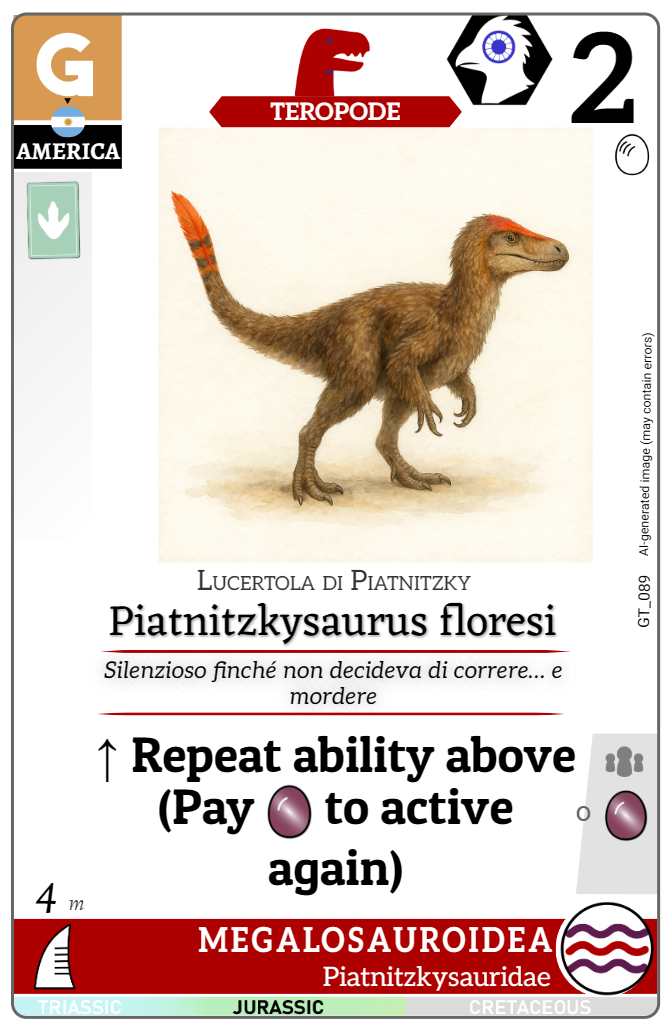 G
AMERICA
TEROPODE
2
AI-generated image (may contain errors)
GT_089
Lucertola di Piatnitzky
Piatnitzkysaurus floresi
Silenzioso finché non decideva di correre... e
mordere
↑ Repeat ability above
(Pay to active
again)
o
4 m
MEGALOSAUROIDEA
Piatnitzkysauridae
TRIASSIC JURASSIC CRETACEOUS